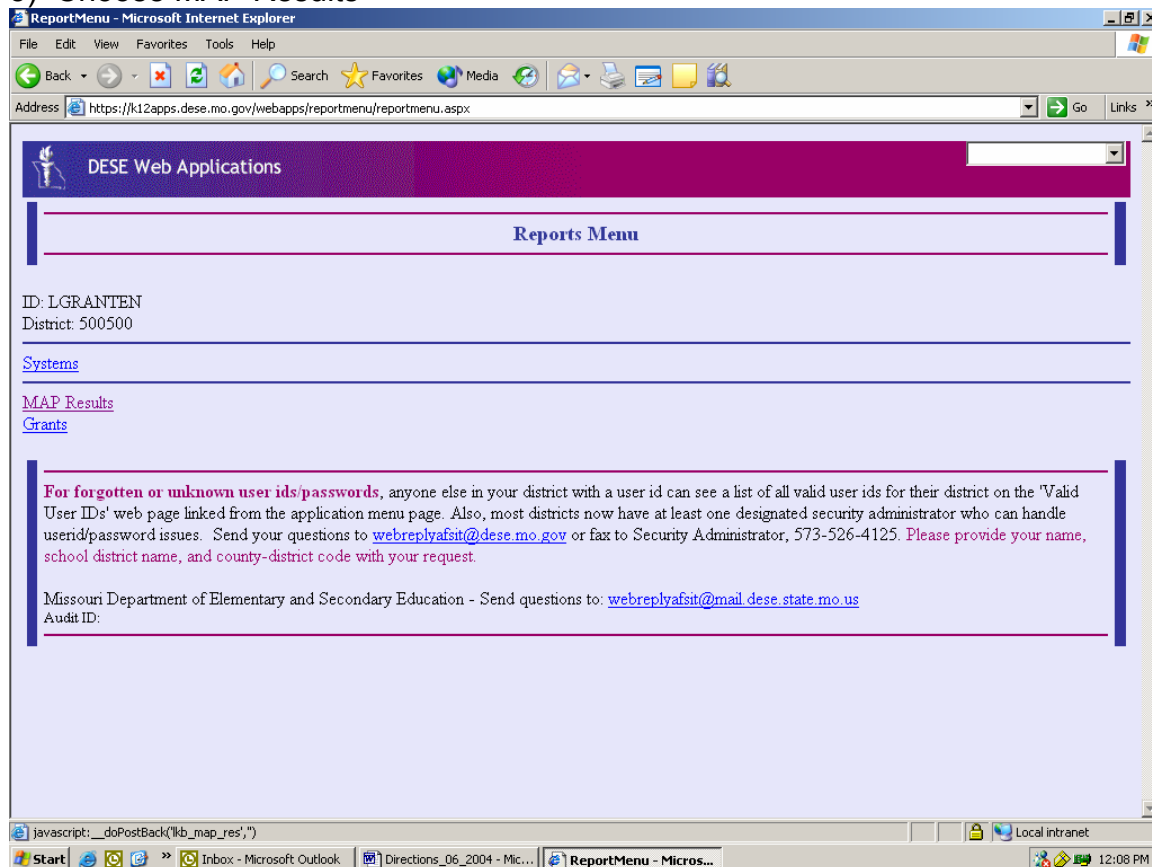 ReportMenu - Microsoft Internet Explorer
File Edit View Favorites Tools Help
Back Search Favorites Media
Address https://k12apps.dese.mo.gov/webapps/reportmenu/reportmenu.aspx Go Links »
DESE Web Applications
Reports Menu
ID: LGRANTEN
District: 500500
Systems
MAP Results
Grants
For forgotten or unknown user ids/passwords, anyone else in your district with a user id can see a list of all valid user ids for their district on the 'Valid
User IDs' web page linked from the application menu page. Also, most districts now have at least one designated security administrator who can handle
userid/password issues. Send your questions to webreplyafsit@dese.mo.gov or fax to Security Administrator, 573-526-4125. Please provide your name,
school district name, and county-district code with your request.
Missouri Department of Elementary and Secondary Education - Send questions to: webreplyafsit@mail.dese.state.mo.us
Audit ID:
javascript:__doPostBack('lkb_map_res','') Local intranet
Start » Inbox - Microsoft Outlook Directions_06_2004 - Mic... ReportMenu - Micros... 12:08 PM